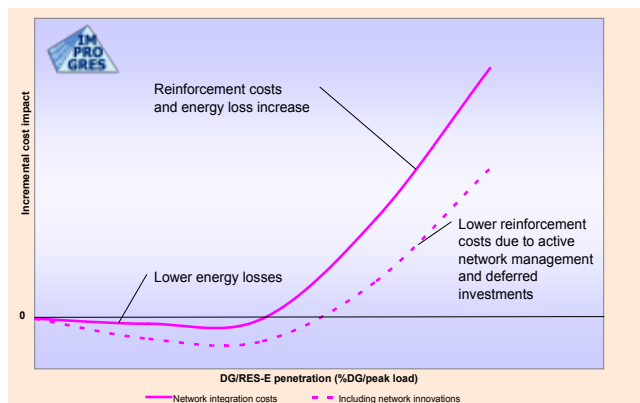 IM
PRO
GRES
Reinforcement costs
and energy loss increase
Incremental cost impact
Lower reinforcement
costs due to active
network management
and deferred
investments
Lower energy losses
0
DG/RES-E penetration (%DG/peak load)
Network integration costs
Including network innovations